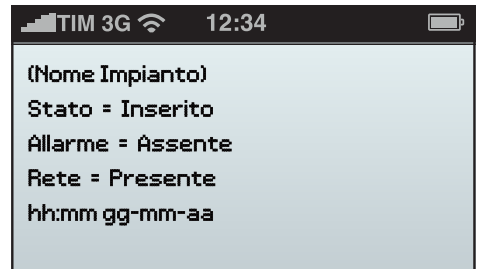 TIM 3G 12:34
(Nome Impianto)
Stato = Inserito
Allarme = Assente
Rete = Presente
hh:mm gg-mm-aa